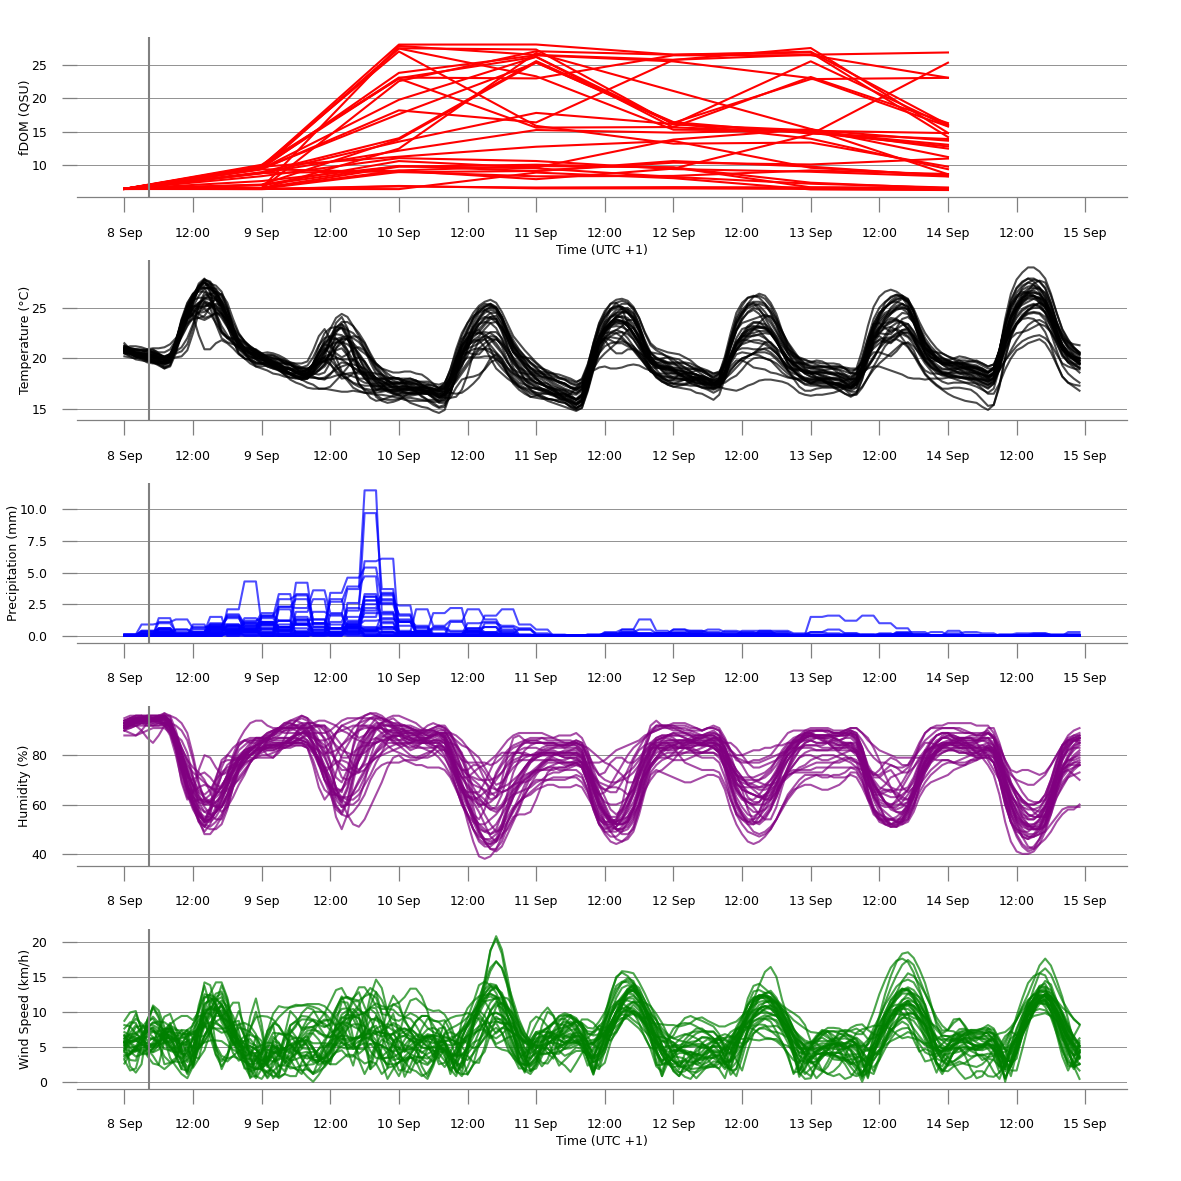 fDOM (QSU)
25
20
15
10
8 Sep 12:00 9 Sep 12:00 10 Sep 12:00 11 Sep 12:00 12 Sep 12:00 13 Sep 12:00 14 Sep 12:00 15 Sep
Time (UTC +1)
Temperature (°C)
25
20
15
8 Sep 12:00 9 Sep 12:00 10 Sep 12:00 11 Sep 12:00 12 Sep 12:00 13 Sep 12:00 14 Sep 12:00 15 Sep
Precipitation (mm)
10.0
7.5
5.0
2.5
0.0
8 Sep 12:00 9 Sep 12:00 10 Sep 12:00 11 Sep 12:00 12 Sep 12:00 13 Sep 12:00 14 Sep 12:00 15 Sep
Humidity (%)
80
60
40
8 Sep 12:00 9 Sep 12:00 10 Sep 12:00 11 Sep 12:00 12 Sep 12:00 13 Sep 12:00 14 Sep 12:00 15 Sep
Wind Speed (km/h)
20
15
10
5
0
8 Sep 12:00 9 Sep 12:00 10 Sep 12:00 11 Sep 12:00 12 Sep 12:00 13 Sep 12:00 14 Sep 12:00 15 Sep
Time (UTC +1)